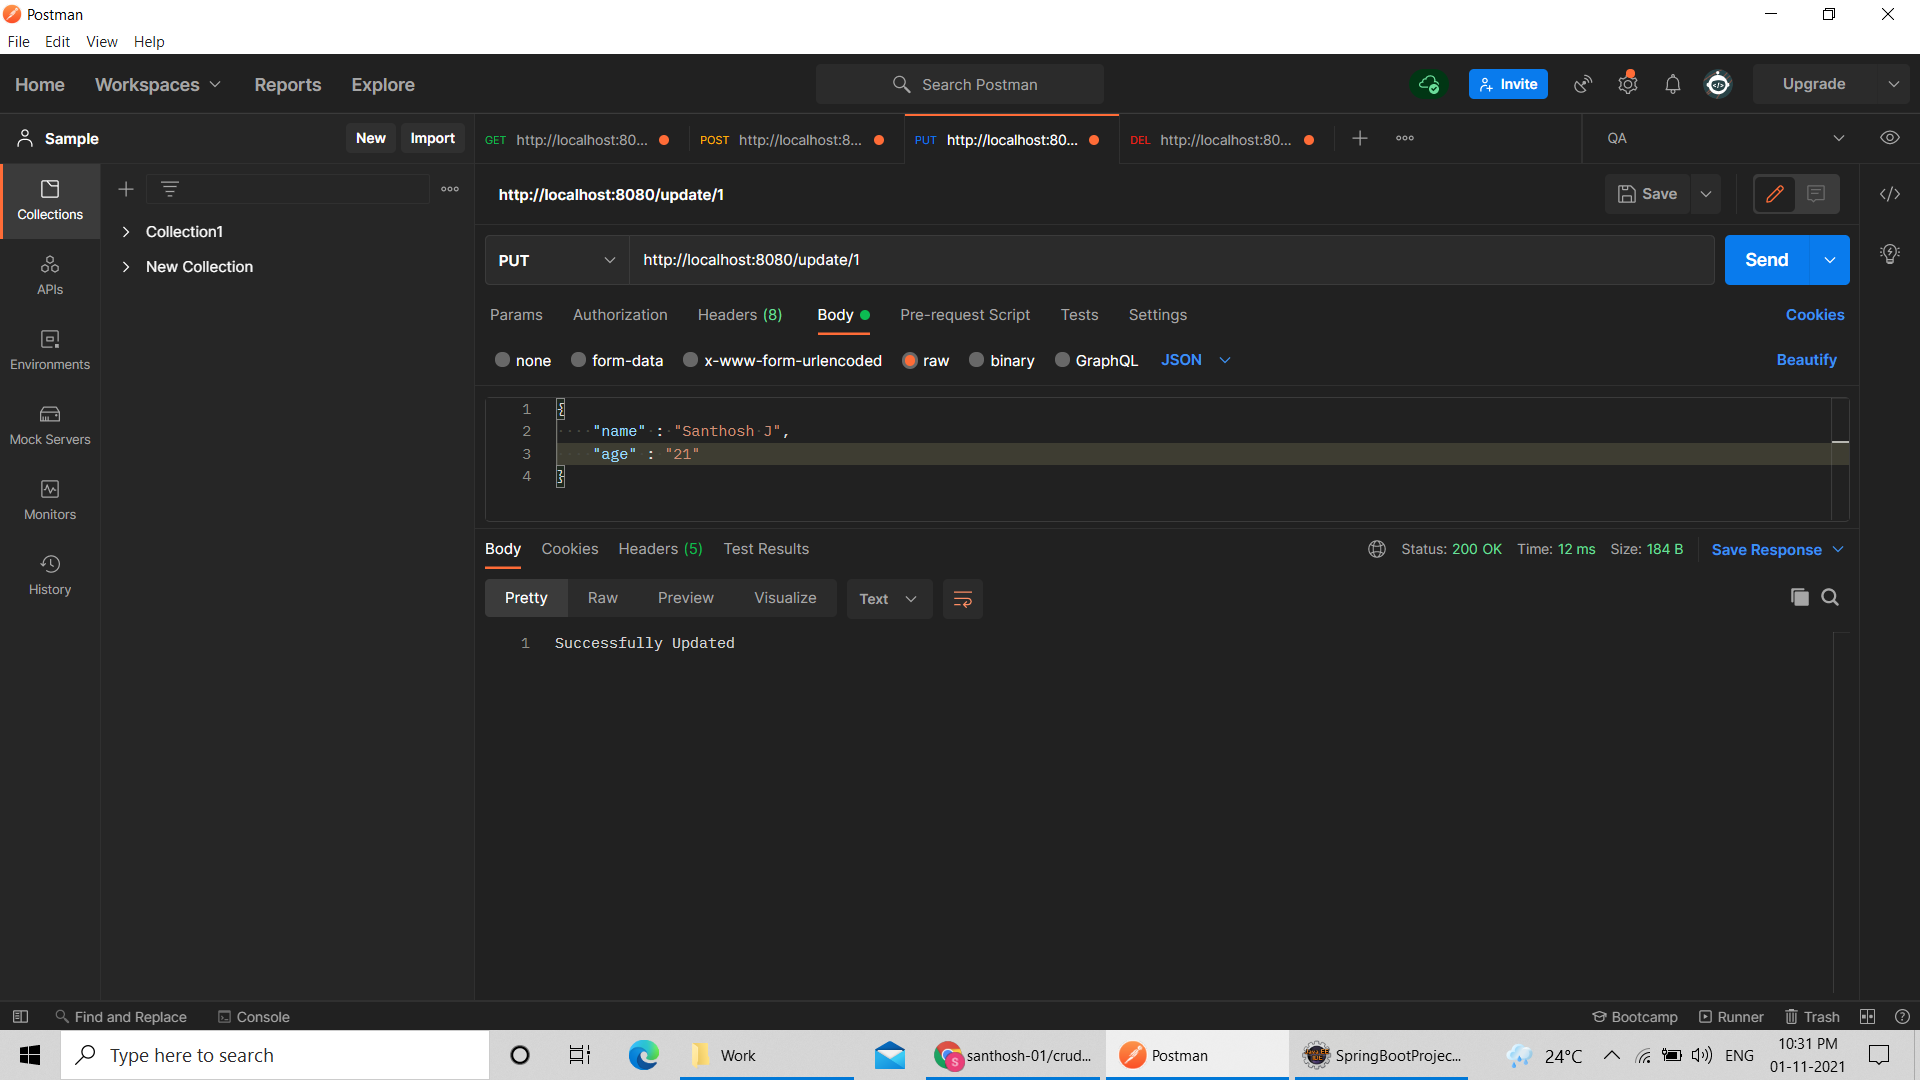 Postman
File Edit View Help
Home Workspaces Reports Explore Search Postman Invite Upgrade
Sample New Import GET http://localhost:80... POST http://localhost:8... PUT http://localhost:80... DEL http://localhost:80... QA
Collections
Collection1
New Collection
APIs
Environments
Mock Servers
Monitors
History
http://localhost:8080/update/1 Save
PUT http://localhost:8080/update/1 Send
Params Authorization Headers (8) Body Pre-request Script Tests Settings Cookies
none form-data x-www-form-urlencoded raw binary GraphQL JSON Beautify
1 {
2 "name" : "Santhosh J",
3 "age" : "21"
4 }
Body Cookies Headers (5) Test Results Status: 200 OK Time: 12 ms Size: 184 B Save Response
Pretty Raw Preview Visualize Text
1 Successfully Updated
Find and Replace Console Bootcamp Runner Trash
Type here to search Work santhosh-01/crud... Postman SpringBootProjec... 24°C ENG 10:31 PM
01-11-2021